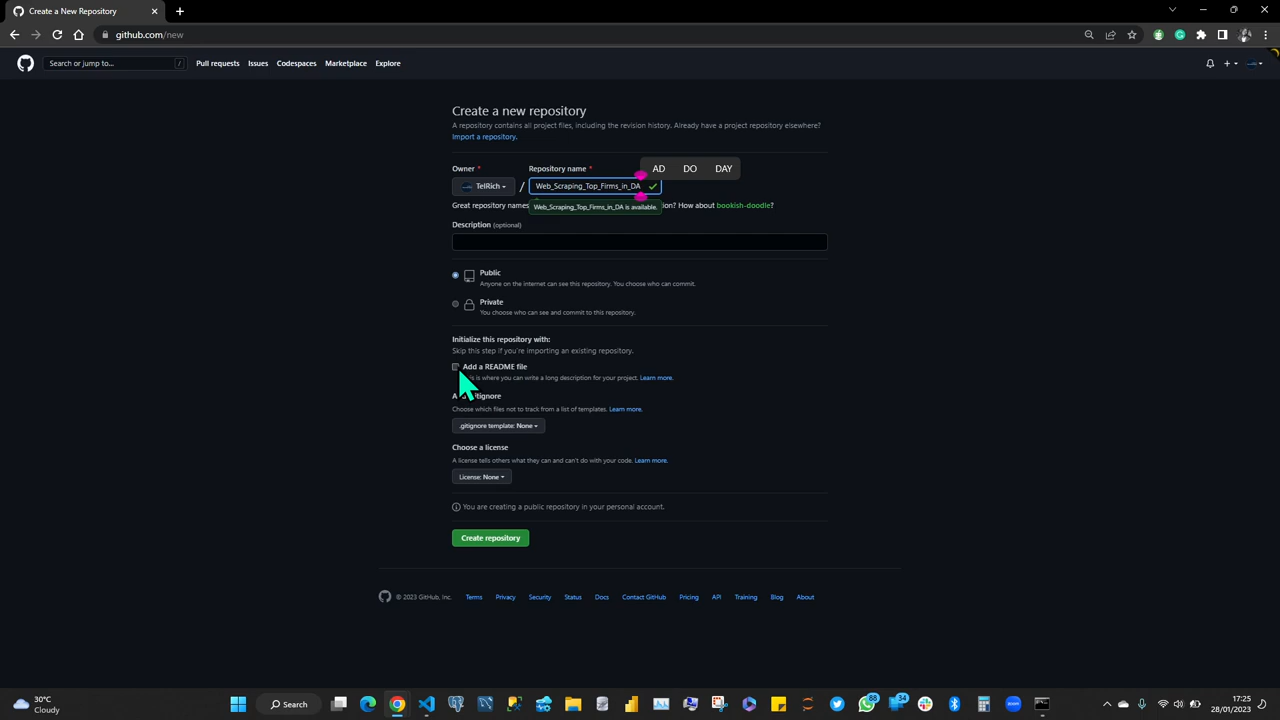 Create a New Repository
github.com/new
Search or jump to... /
Pull requests Issues Codespaces Marketplace Explore
Create a new repository
A repository contains all project files, including the revision history. Already have a project repository elsewhere?
Import a repository.
Owner * Repository name *
AD DO DAY
TelRich / Web_Scraping_Top_Firms_in_DA
Great repository names ion? How about bookish-doodle?
Web_Scraping_Top_Firms_in_DA is available.
Description (optional)
Public
Anyone on the internet can see this repository. You choose who can commit.
Private
You choose who can see and commit to this repository.
Initialize this repository with:
Skip this step if you're importing an existing repository.
Add a README file
is is where you can write a long description for your project. Learn more.
A tignore
Choose which files not to track from a list of templates. Learn more.
.gitignore template: None
Choose a license
A license tells others what they can and can't do with your code. Learn more.
License: None
You are creating a public repository in your personal account.
Create repository
© 2023 GitHub, Inc. Terms Privacy Security Status Docs Contact GitHub Pricing API Training Blog About
30°C
Cloudy
Search
88
34
zoom
17:25
28/01/2023